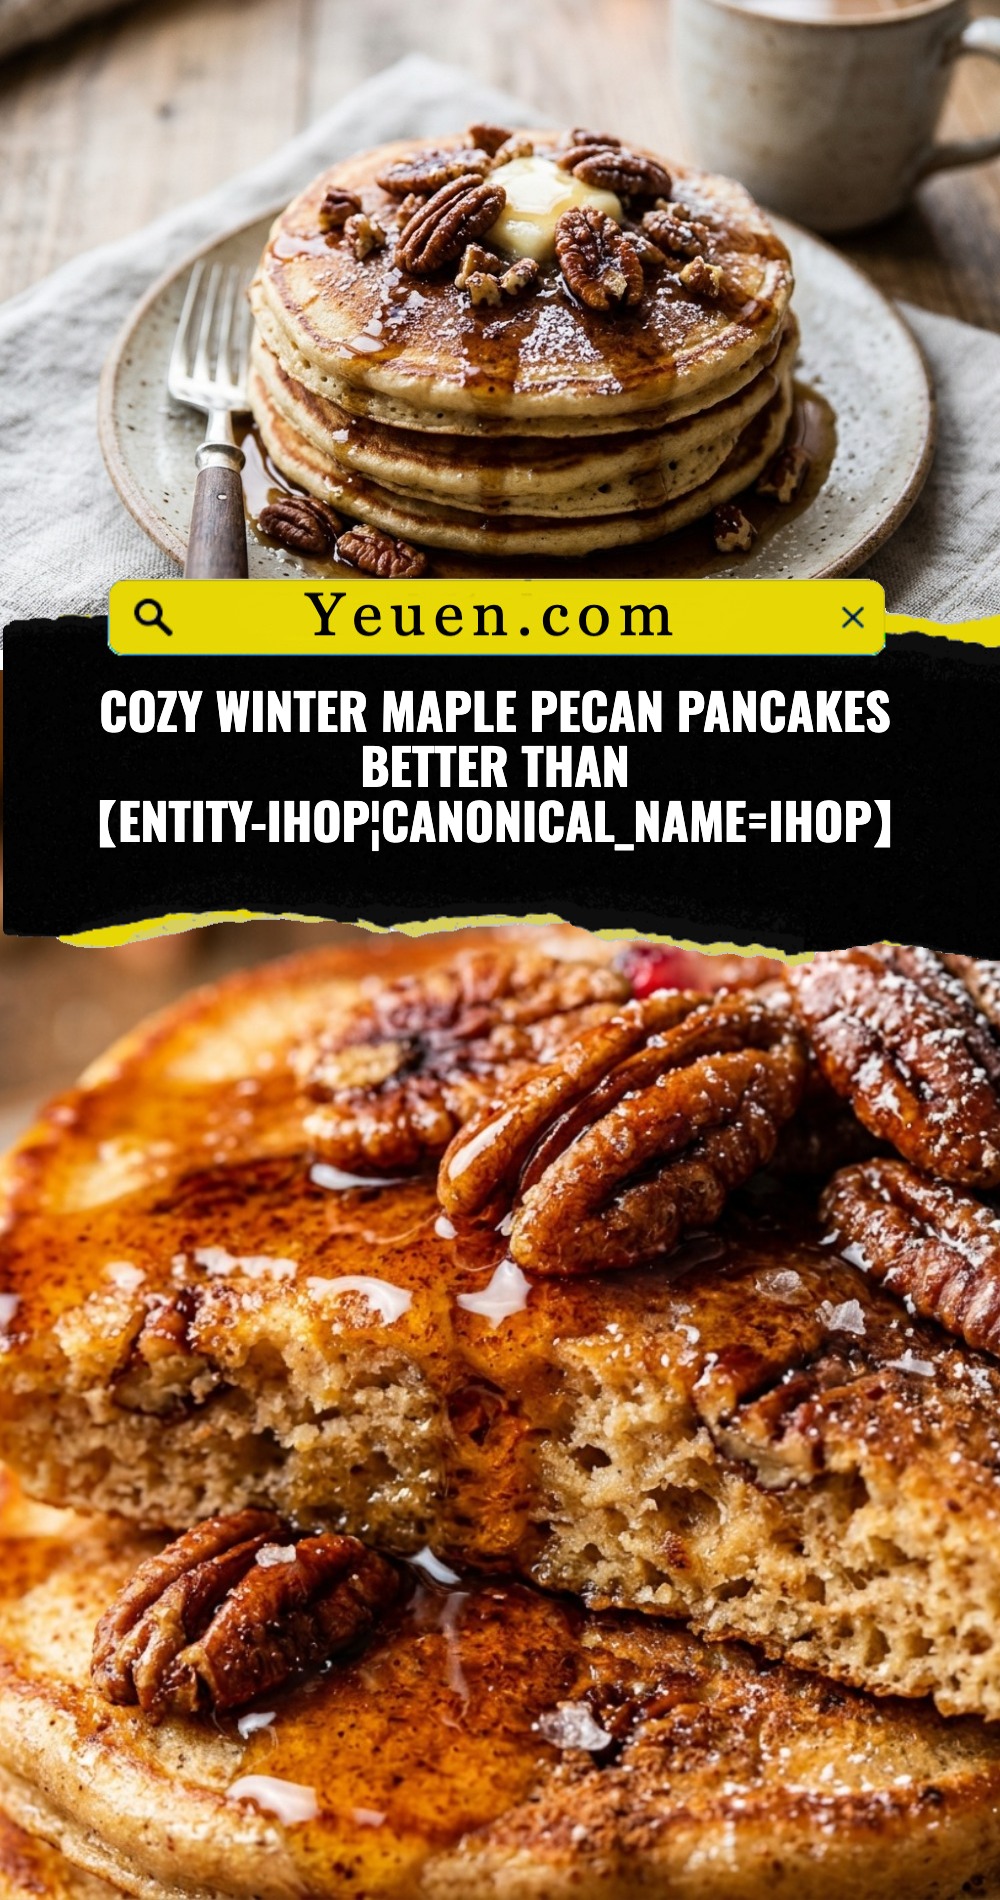 Yeuen.com
COZY WINTER MAPLE PECAN PANCAKES
BETTER THAN
【ENTITY-IHOP¦CANONICAL_NAME=IHOP】